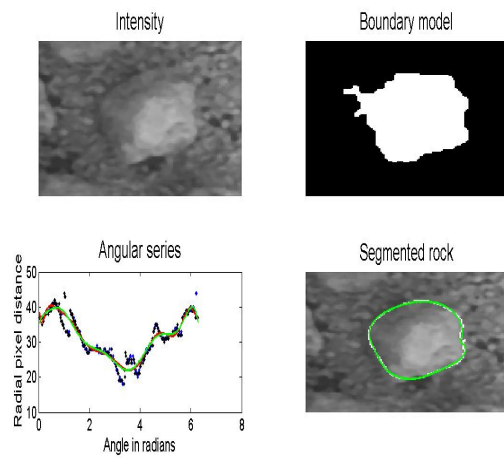 Intensity
Boundary model
Angular series
Radial pixel distance
50
40
30
20
10
0 2 4 6 8
Angle in radians
Segmented rock